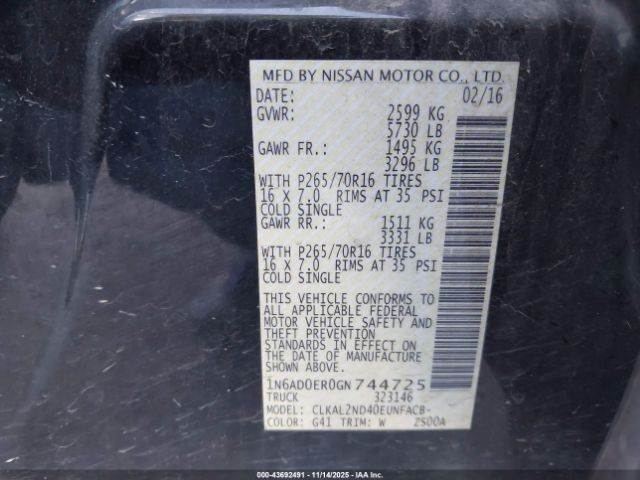 MFD BY NISSAN MOTOR CO., LTD.
DATE: 02/16
GVWR: 2599 KG
5730 LB
GAWR FR.: 1495 KG
3296 LB
WITH P265/70R16 TIRES
16 X 7.0 RIMS AT 35 PSI
COLD SINGLE
GAWR RR.: 1511 KG
3331 LB
WITH P265/70R16 TIRES
16 X 7.0 RIMS AT 35 PSI
COLD SINGLE
THIS VEHICLE CONFORMS TO
ALL APPLICABLE FEDERAL
MOTOR VEHICLE SAFETY AND
THEFT PREVENTION
STANDARDS IN EFFECT ON
THE DATE OF MANUFACTURE
SHOWN ABOVE.
1N6AD0ER0GN744725
TRUCK 323146
MODEL: CLKAL2ND40EUNFACB-
COLOR: G41 TRIM: W 2S00A
000-43692491 - 11/14/2025 - IAAI.COM